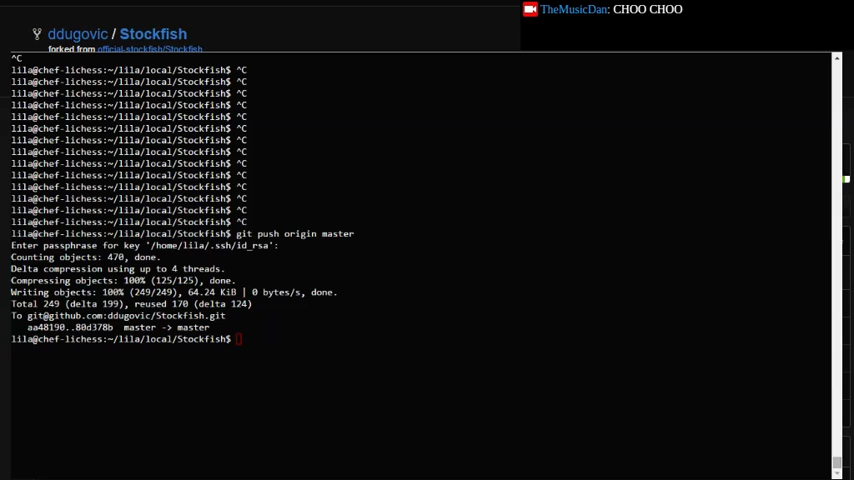 TheMusicDan: CHOO CHOO
ddugovic / Stockfish
forked from official-stockfish/Stockfish
^C
lila@chef-lichess:~/lila/local/Stockfish$ ^C
lila@chef-lichess:~/lila/local/Stockfish$ ^C
lila@chef-lichess:~/lila/local/Stockfish$ ^C
lila@chef-lichess:~/lila/local/Stockfish$ ^C
lila@chef-lichess:~/lila/local/Stockfish$ ^C
lila@chef-lichess:~/lila/local/Stockfish$ ^C
lila@chef-lichess:~/lila/local/Stockfish$ ^C
lila@chef-lichess:~/lila/local/Stockfish$ ^C
lila@chef-lichess:~/lila/local/Stockfish$ ^C
lila@chef-lichess:~/lila/local/Stockfish$ ^C
lila@chef-lichess:~/lila/local/Stockfish$ ^C
lila@chef-lichess:~/lila/local/Stockfish$ ^C
lila@chef-lichess:~/lila/local/Stockfish$ ^C
lila@chef-lichess:~/lila/local/Stockfish$ ^C
lila@chef-lichess:~/lila/local/Stockfish$ git push origin master
Enter passphrase for key '/home/lila/.ssh/id_rsa':
Counting objects: 470, done.
Delta compression using up to 4 threads.
Compressing objects: 100% (125/125), done.
Writing objects: 100% (249/249), 64.24 KiB | 0 bytes/s, done.
Total 249 (delta 199), reused 170 (delta 124)
To git@github.com:ddugovic/Stockfish.git
aa48190..80d378b  master -> master
lila@chef-lichess:~/lila/local/Stockfish$